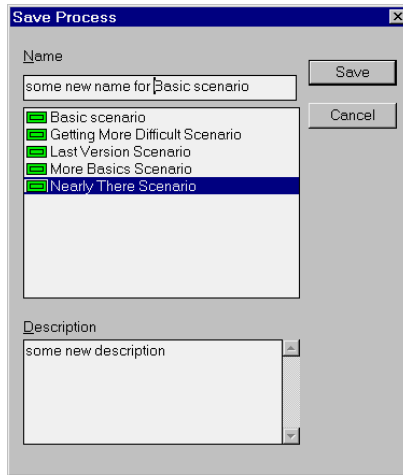 Save Process
Name
some new name for Basic scenario
Save
Cancel
Basic scenario
Getting More Difficult Scenario
Last Version Scenario
More Basics Scenario
Nearly There Scenario
Description
some new description